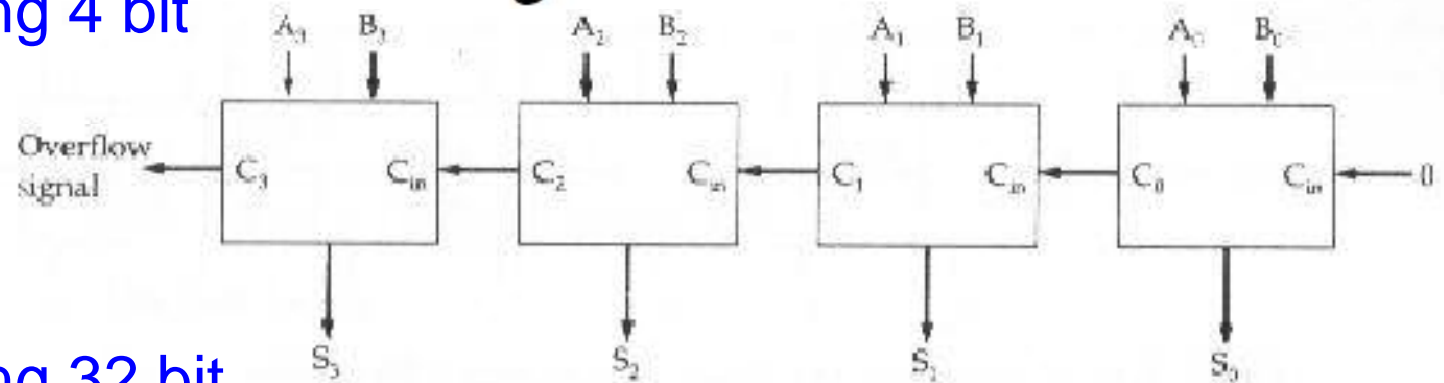 ng 4 bit
A₃ B₃ A₂ B₂ A₁ B₁ A₀ B₀
Overflow
signal
C₃ Cᵢₙ C₂ Cᵢₙ C₁ Cᵢₙ C₀ Cᵢₙ 0
S₃ S₂ S₁ S₀
ng 32 bit